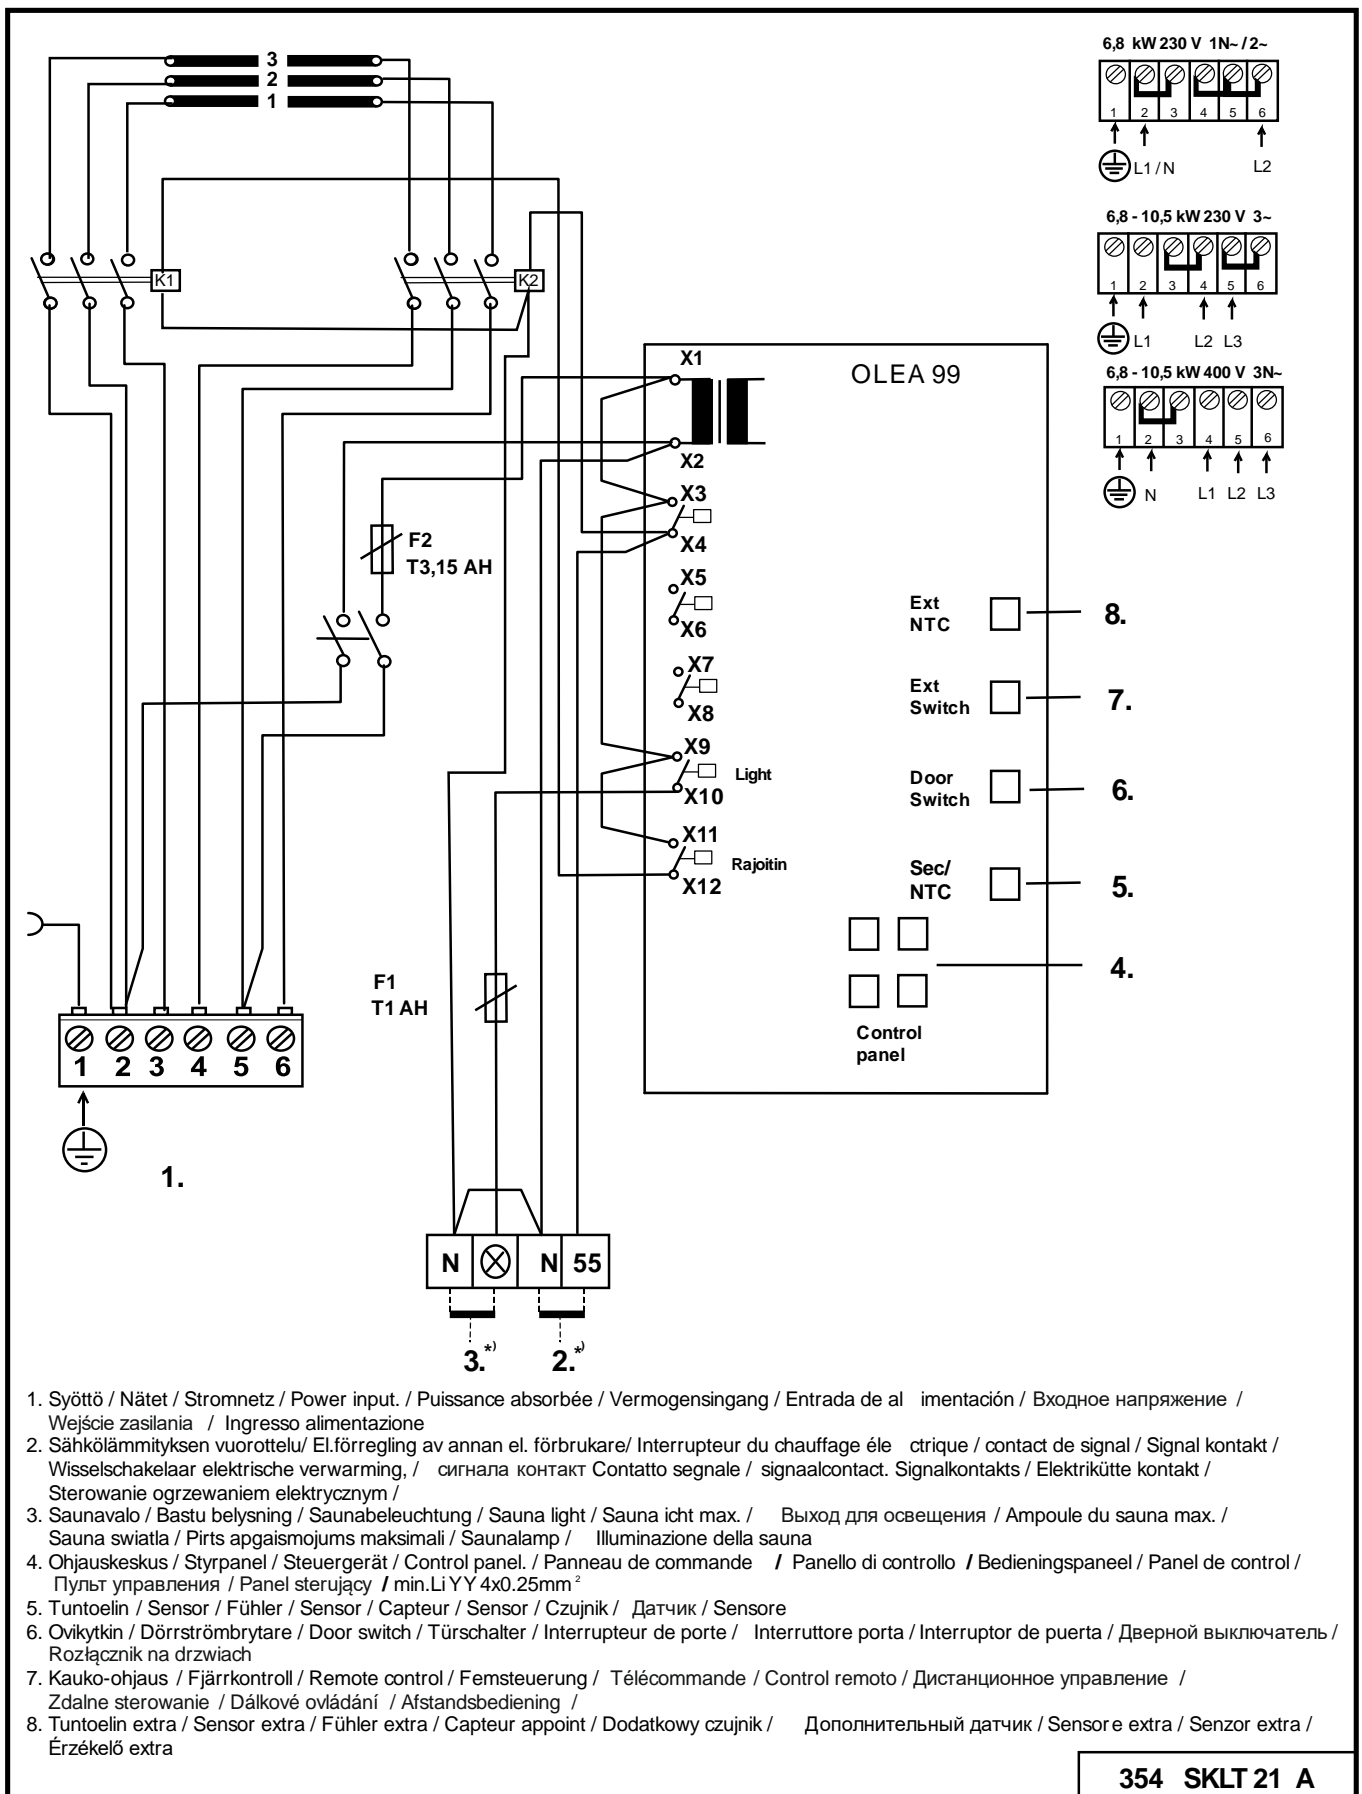 3
2
1
6,8 kW 230 V 1N~ / 2~
1 2 3 4 5 6
L1 / N L2
6,8 - 10,5 kW 230 V 3~
1 2 3 4 5 6
L1 L2 L3
6,8 - 10,5 kW 400 V 3N~
1 2 3 4 5 6
N L1 L2 L3
K1
K2
OLEA 99
X1
X2
X3
X4
X5
X6
X7
X8
X9
Light
X10
X11
Rajoitin
X12
F2
T3,15 AH
Ext
NTC
8.
Ext
Switch
7.
Door
Switch
6.
Sec/
NTC
5.
4.
Control
panel
F1
T1 AH
1 2 3 4 5 6
1.
N N 55
3.*) 2.*)
1. Syöttö / Nätet / Stromnetz / Power input. / Puissance absorbée / Vermogensingang / Entrada de al imentación / Входное напряжение /
Wejście zasilania / Ingresso alimentazione
2. Sähkölämmityksen vuorottelu/ El.förregling av annan el. förbrukare/ Interrupteur du chauffage éle ctrique / contact de signal / Signal kontakt /
Wisselschakelaar elektrische verwarming, / сигнала контакт Contatto segnale / signaalcontact. Signalkontakts / Elektrikütte kontakt /
Sterowanie ogrzewaniem elektrycznym /
3. Saunavalo / Bastu belysning / Saunabeleuchtung / Sauna light / Sauna icht max. / Выход для освещения / Ampoule du sauna max. /
Sauna swiatla / Pirts apgaismojums maksimali / Saunalamp / Illuminazione della sauna
4. Ohjauskeskus / Styrpanel / Steuergerät / Control panel. / Panneau de commande / Panello di controllo / Bedieningspaneel / Panel de control /
Пульт управления / Panel sterujący / min.Li YY 4x0.25mm²
5. Tuntoelin / Sensor / Fühler / Sensor / Capteur / Sensor / Czujnik / Датчик / Sensore
6. Ovikytkin / Dörrströmbrytare / Door switch / Türschalter / Interrupteur de porte / Interruttore porta / Interruptor de puerta / Дверной выключатель /
Rozłącznik na drzwiach
7. Kauko-ohjaus / Fjärrkontroll / Remote control / Femsteuerung / Télécommande / Control remoto / Дистанционное управление /
Zdalne sterowanie / Dálkové ovládání / Afstandsbediening /
8. Tuntoelin extra / Sensor extra / Fühler extra / Capteur appoint / Dodatkowy czujnik / Дополнительный датчик / Sensore extra / Senzor extra /
Érzékelő extra
354 SKLT 21 A